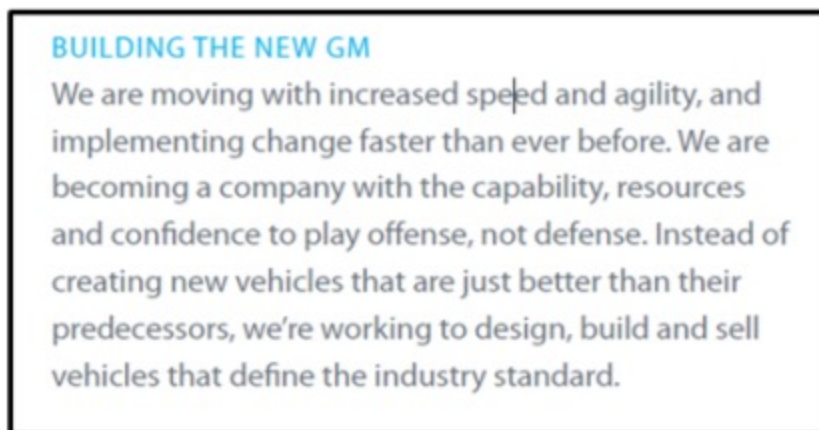 BUILDING THE NEW GM
We are moving with increased speed and agility, and
implementing change faster than ever before. We are
becoming a company with the capability, resources
and confidence to play offense, not defense. Instead of
creating new vehicles that are just better than their
predecessors, we're working to design, build and sell
vehicles that define the industry standard.